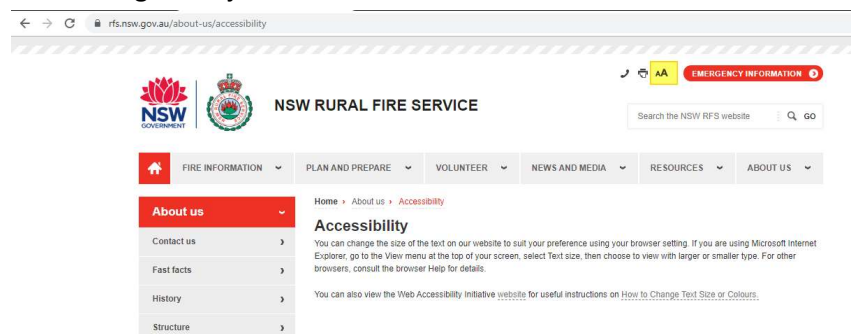 rfs.nsw.gov.au/about-us/accessibility
AA
EMERGENCY INFORMATION
NSW
GOVERNMENT
NSW RURAL FIRE SERVICE
Search the NSW RFS website
GO
FIRE INFORMATION
PLAN AND PREPARE
VOLUNTEER
NEWS AND MEDIA
RESOURCES
ABOUT US
About us
Contact us
Fast facts
History
Structure
Home › About us › Accessibility
Accessibility
You can change the size of the text on our website to suit your preference using your browser setting. If you are using Microsoft Internet
Explorer, go to the View menu at the top of your screen, select Text size, then choose to view with larger or smaller type. For other
browsers, consult the browser Help for details.
You can also view the Web Accessibility Initiative website for useful instructions on How to Change Text Size or Colours.